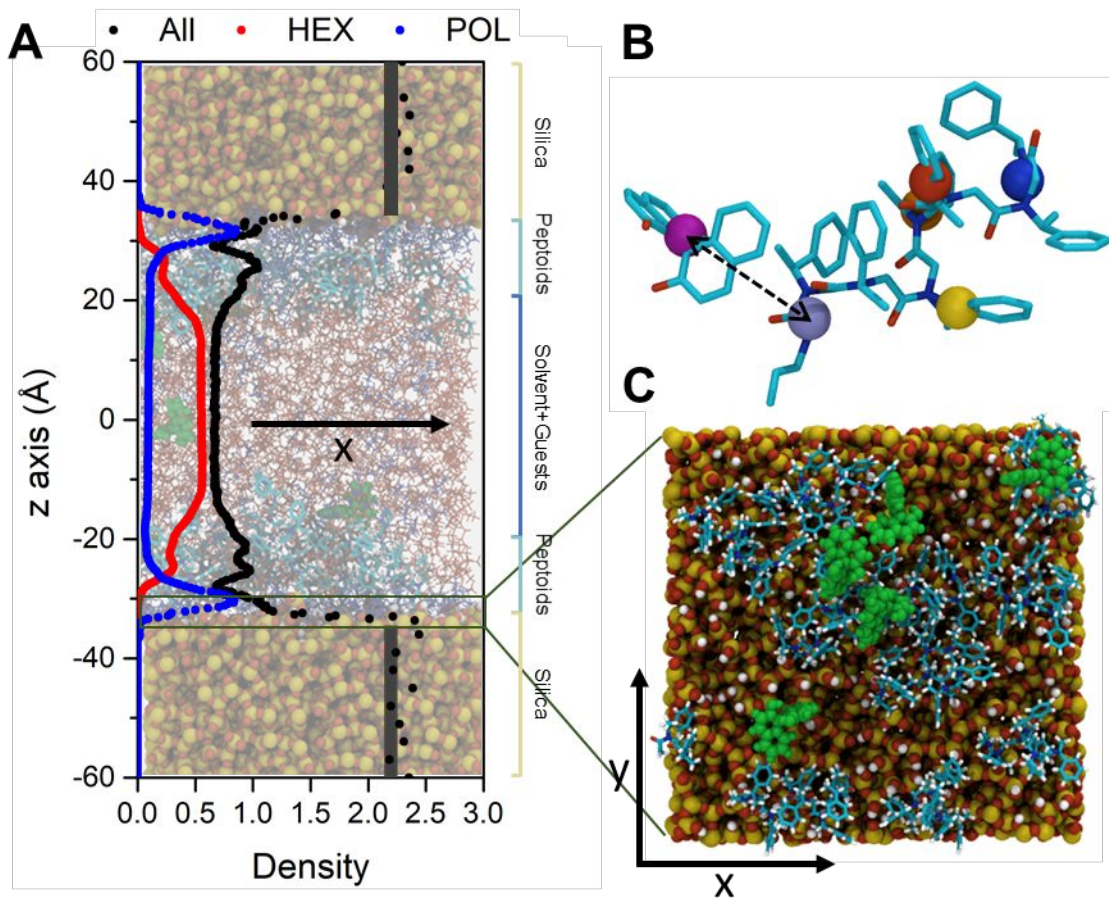 A
All HEX POL
60
40
20
0
-20
-40
-60
z axis (Å)
x
0.0 0.5 1.0 1.5 2.0 2.5 3.0
Density
Silica
Peptoids
Solvent+Guests
Peptoids
Silica
B
C
y
x